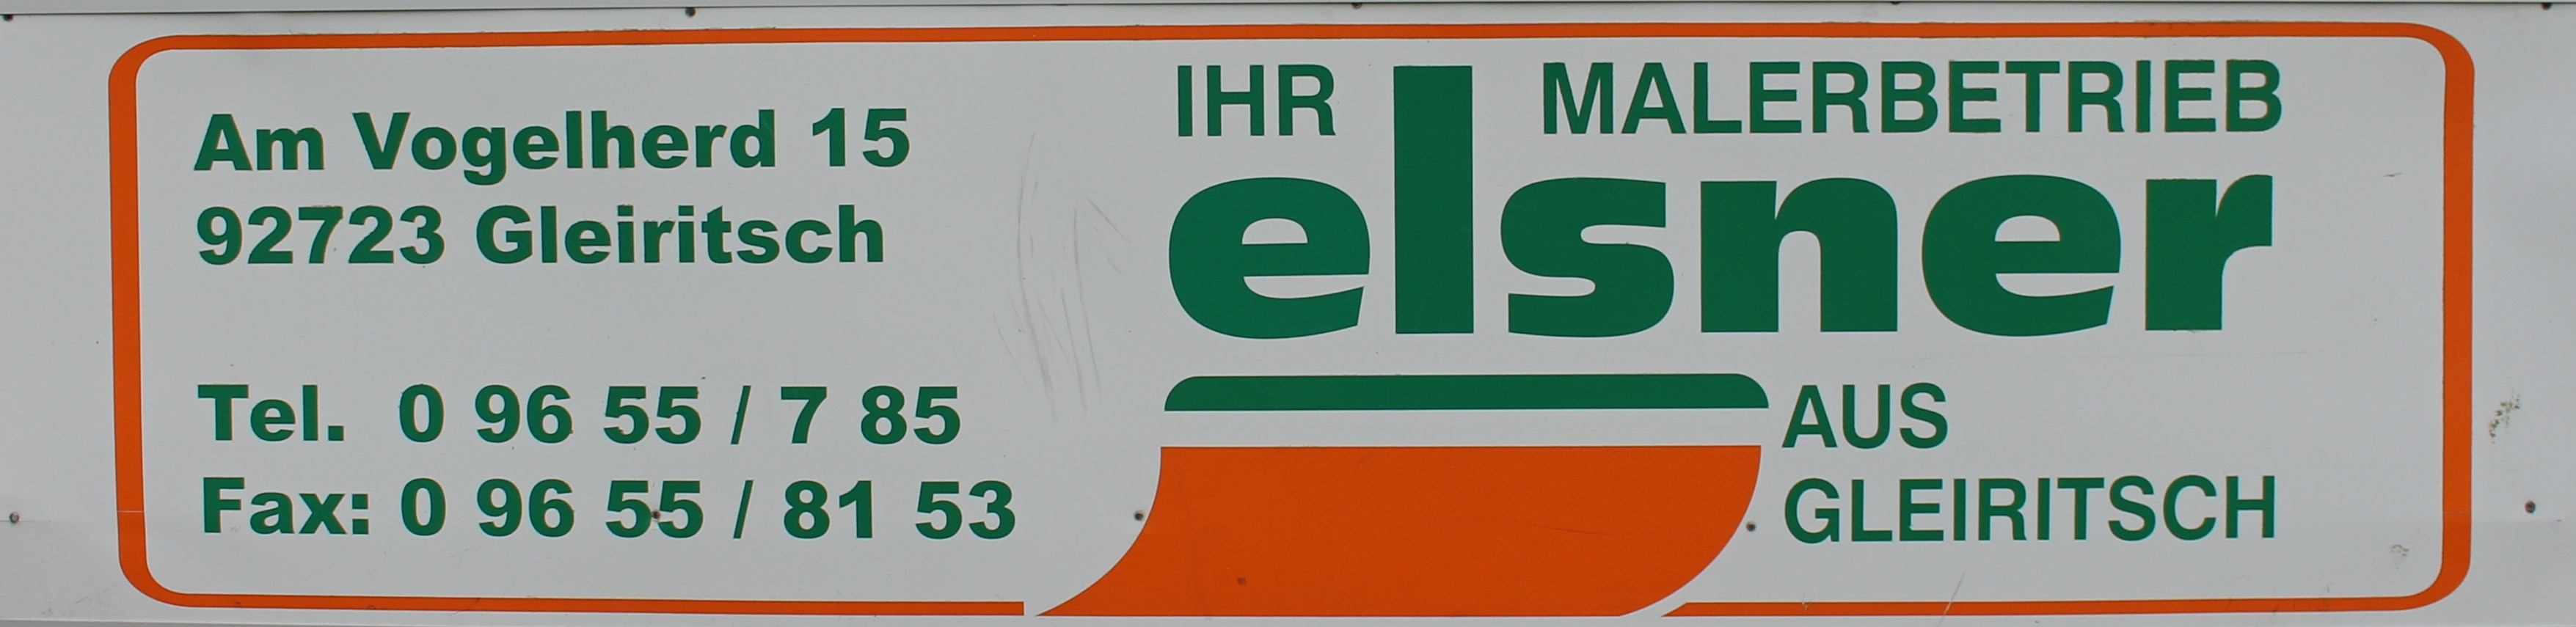 Am Vogelherd 15
92723 Gleiritsch
Tel. 0 96 55 / 7 85
Fax: 0 96 55 / 81 53
IHR MALERBETRIEB
elsner
AUS
GLEIRITSCH